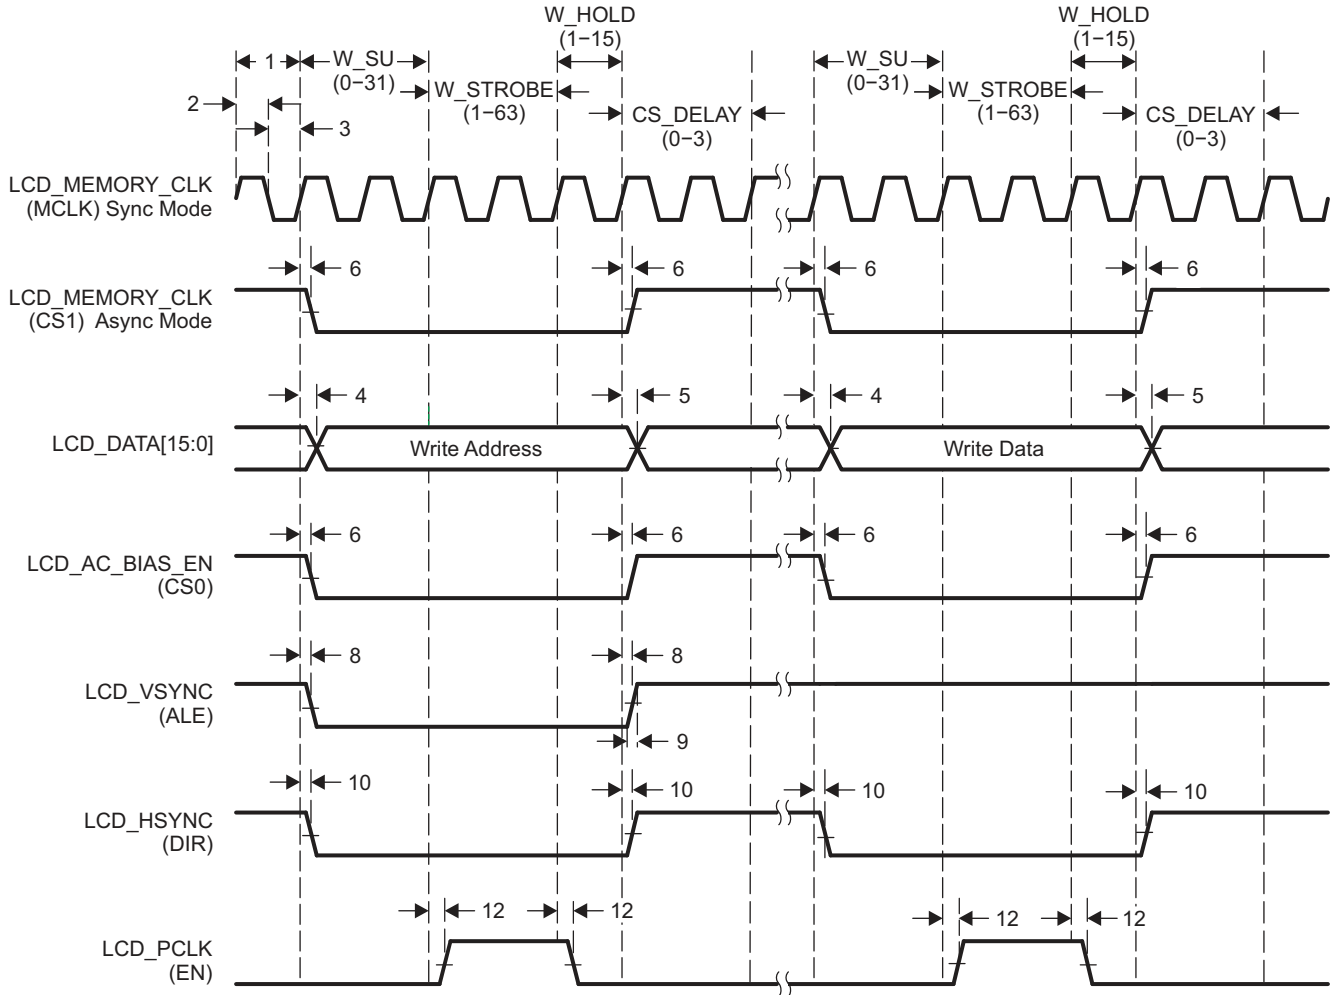 W_HOLD
(1−15)
W_HOLD
(1−15)
1
W_SU
(0−31)
W_SU
(0−31)
2
W_STROBE
(1−63)
W_STROBE
(1−63)
3
CS_DELAY
(0−3)
CS_DELAY
(0−3)
LCD_MEMORY_CLK
(MCLK) Sync Mode
6 6 6 6
LCD_MEMORY_CLK
(CS1) Async Mode
4 5 4 5
LCD_DATA[15:0]
Write Address
Write Data
6 6 6 6
LCD_AC_BIAS_EN
(CS0)
8 8
LCD_VSYNC
(ALE)
9
10 10 10 10
LCD_HSYNC
(DIR)
12 12 12 12
LCD_PCLK
(EN)